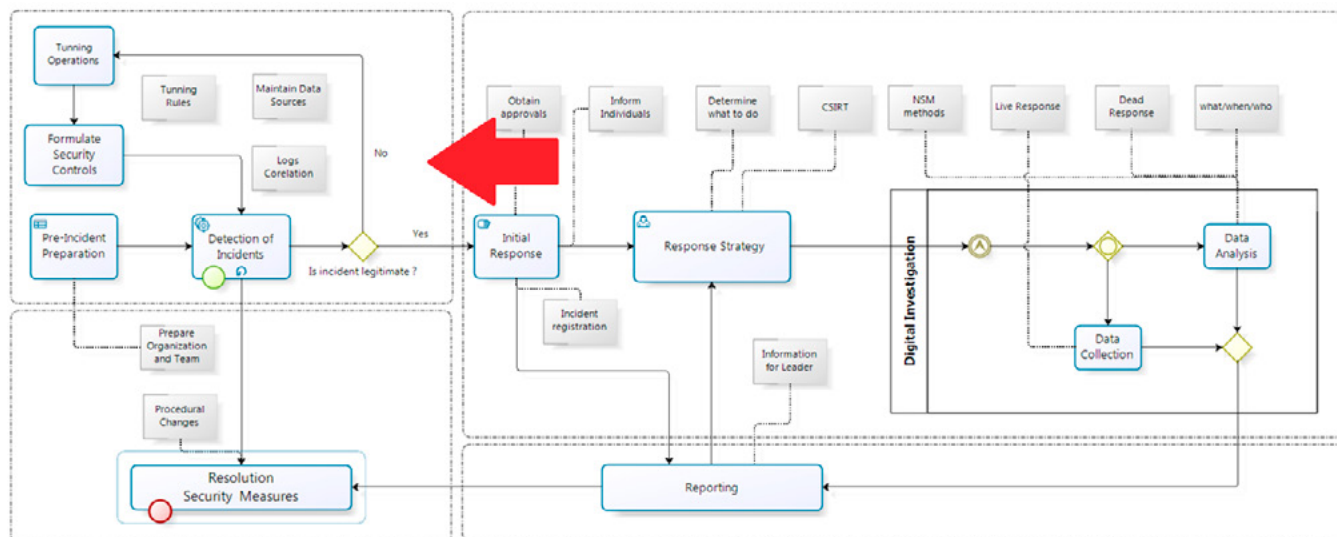 Tunning
Operations
Tunning
Rules
Maintain Data
Sources
Obtain
approvals
Inform
Individuals
Determine
what to do
CSIRT
NSM
methods
Live Response
Dead
Response
what/when/who
Formulate
Security
Controls
Logs
Corelation
No
Pre-Incident
Preparation
Detection of
Incidents
Is incident legitimate ?
Yes
Initial
Response
Response Strategy
Digital Investigation
Data
Analysis
Data
Collection
Incident
registration
Prepare
Organization
and Team
Information
for Leader
Procedural
Changes
Resolution
Security Measures
Reporting